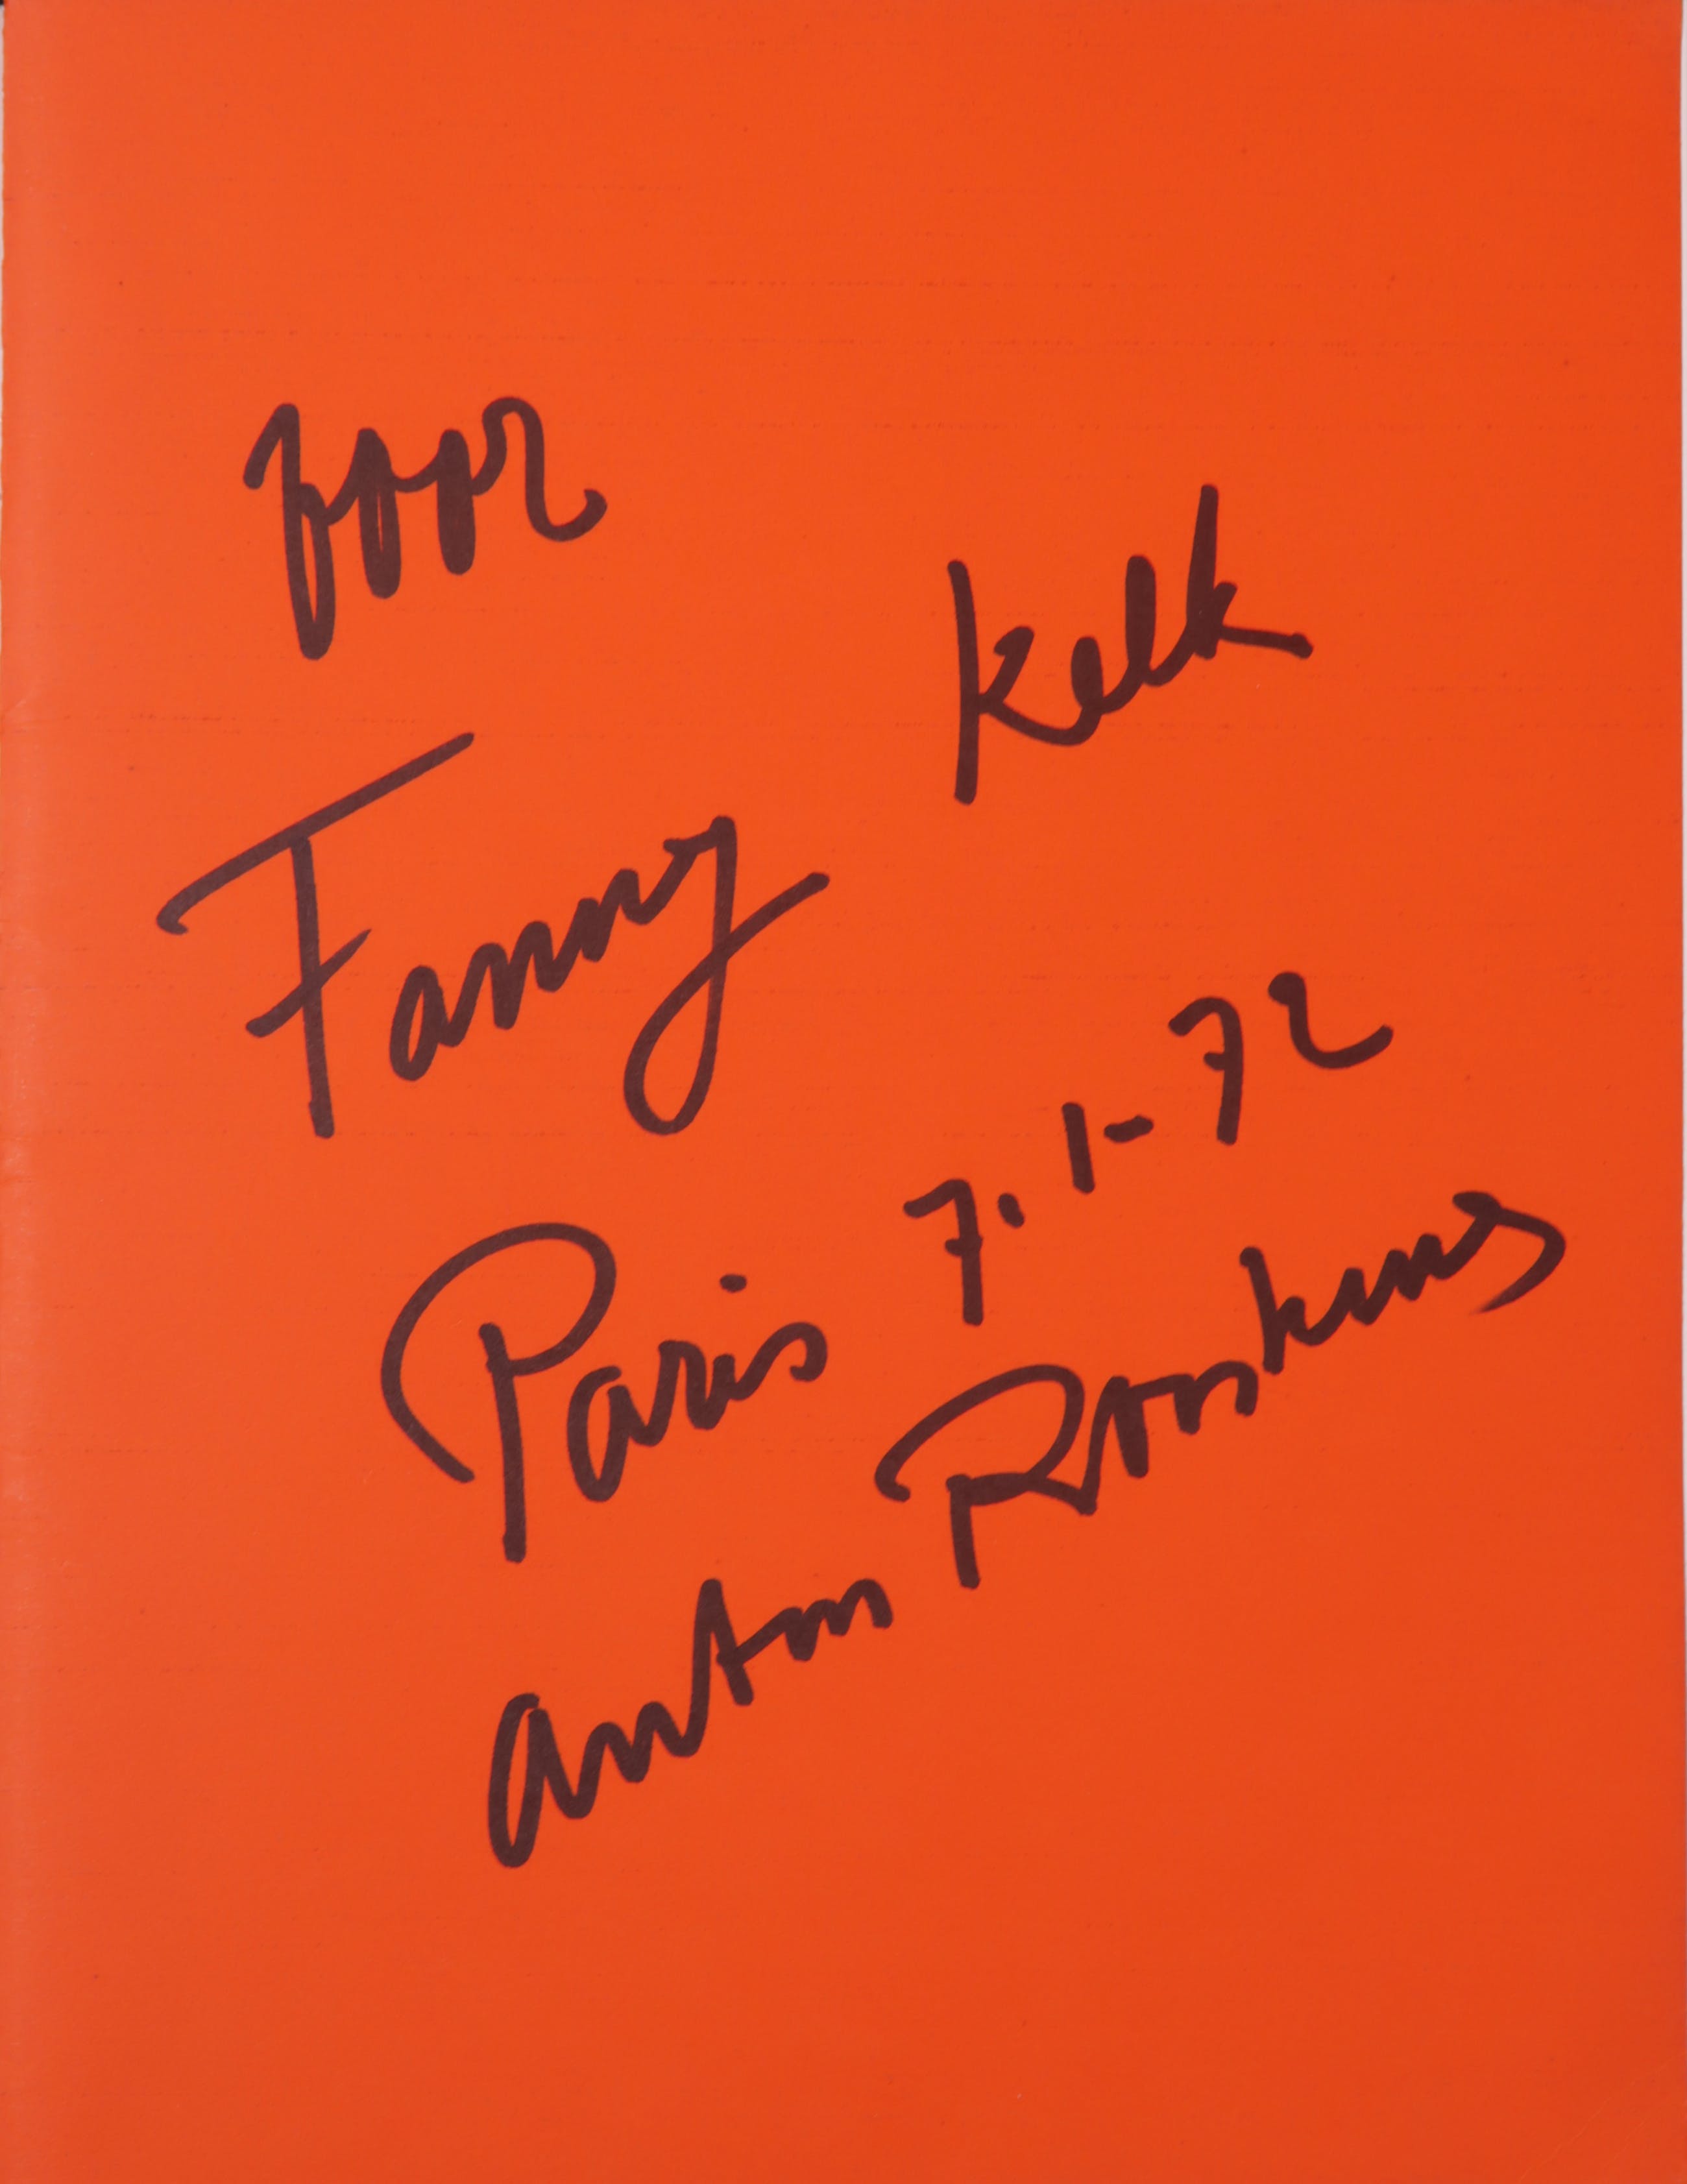 voor
Fanny Kelk
Paris 7.1-72
Anton Rooskens